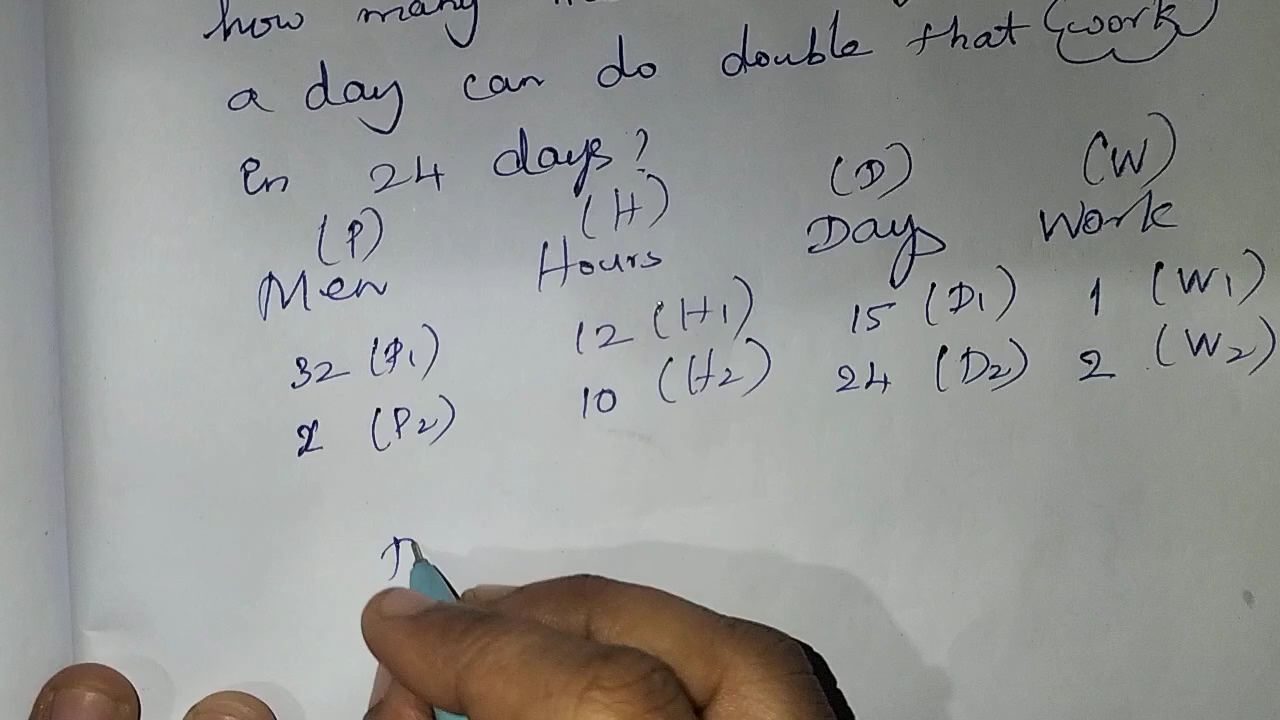 how many
a day can do double that (work)
in 24 days?
(P) (H) (D) (W)
Men Hours Days Work
32 (P1) 12 (H1) 15 (D1) 1 (W1)
x (P2) 10 (H2) 24 (D2) 2 (W2)